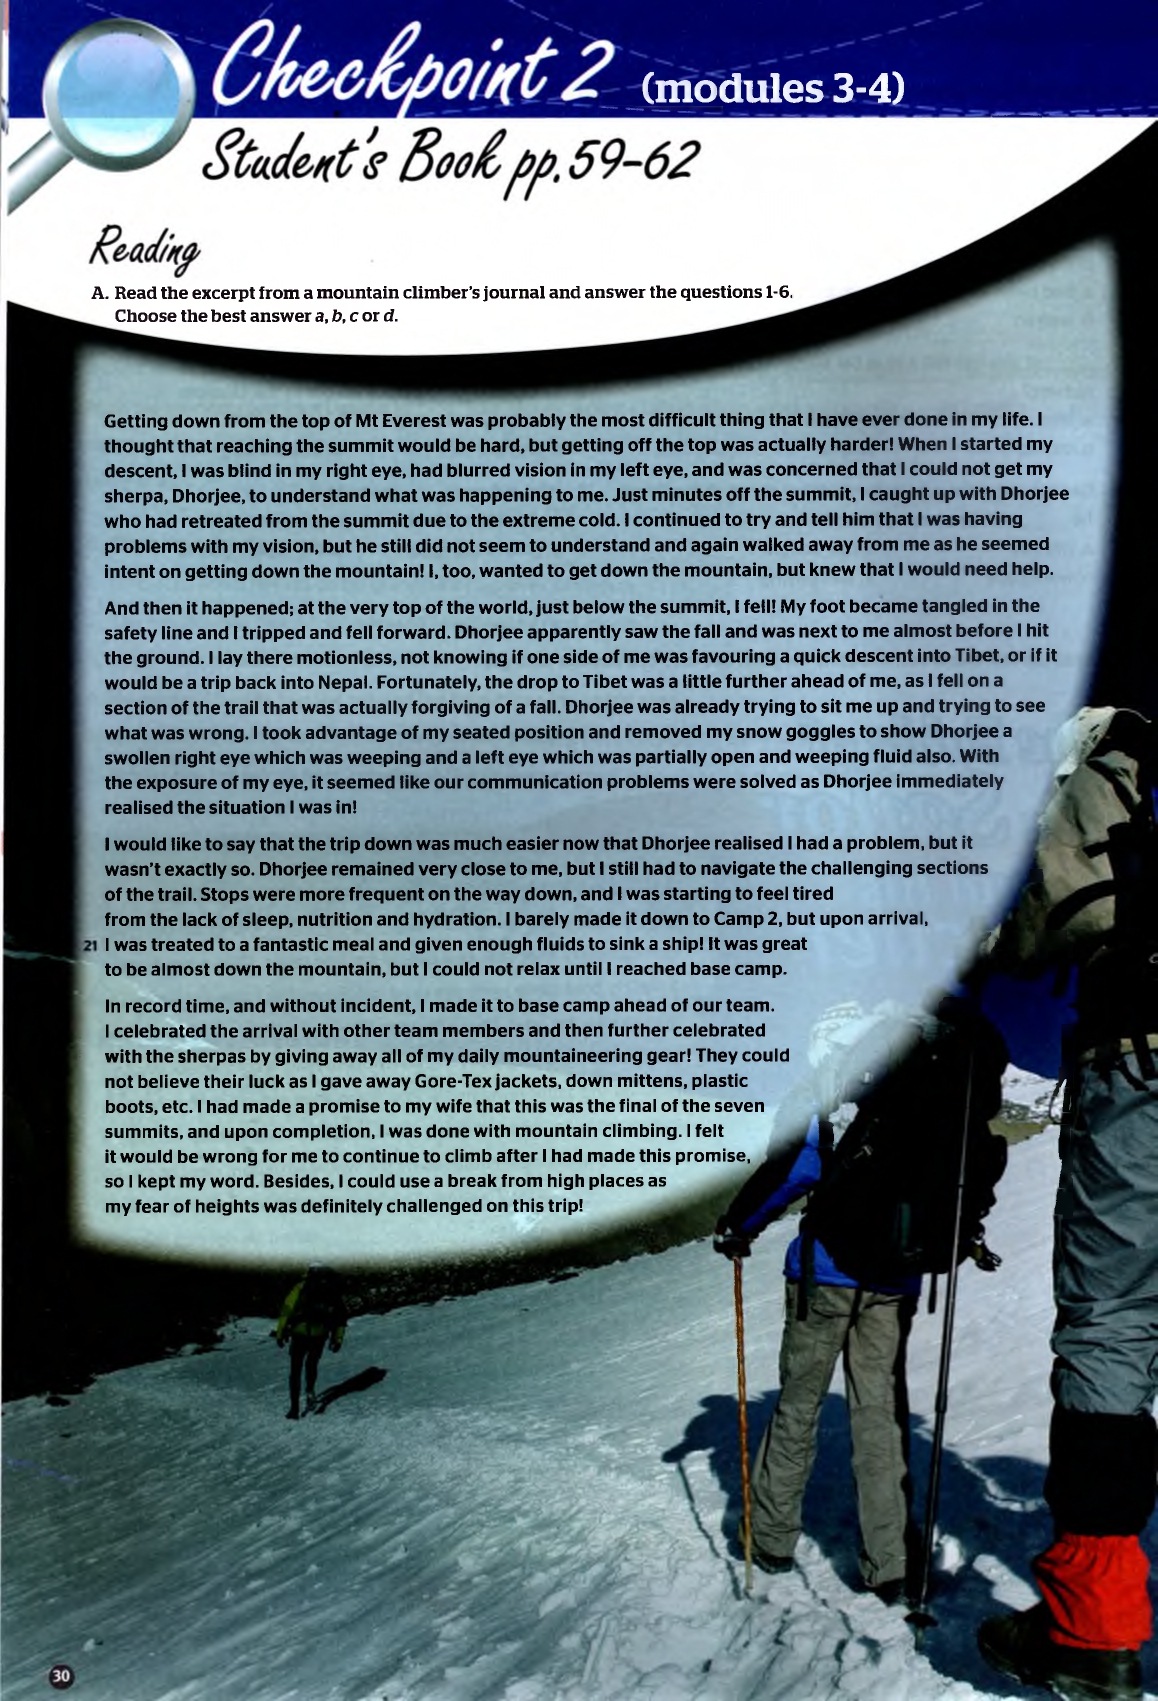 Checkpoint 2 (modules 3-4)
Student's Book pp.59-62
Reading
A. Read the excerpt from a mountain climber's journal and answer the questions 1-6.
Choose the best answer a, b, c or d.
Getting down from the top of Mt Everest was probably the most difficult thing that I have ever done in my life. I
thought that reaching the summit would be hard, but getting off the top was actually harder! When I started my
descent, I was blind in my right eye, had blurred vision in my left eye, and was concerned that I could not get my
sherpa, Dhorjee, to understand what was happening to me. Just minutes off the summit, I caught up with Dhorjee
who had retreated from the summit due to the extreme cold. I continued to try and tell him that I was having
problems with my vision, but he still did not seem to understand and again walked away from me as he seemed
intent on getting down the mountain! I, too, wanted to get down the mountain, but knew that I would need help.
And then it happened; at the very top of the world, just below the summit, I fell! My foot became tangled in the
safety line and I tripped and fell forward. Dhorjee apparently saw the fall and was next to me almost before I hit
the ground. I lay there motionless, not knowing if one side of me was favouring a quick descent into Tibet, or if it
would be a trip back into Nepal. Fortunately, the drop to Tibet was a little further ahead of me, as I fell on a
section of the trail that was actually forgiving of a fall. Dhorjee was already trying to sit me up and trying to see
what was wrong. I took advantage of my seated position and removed my snow goggles to show Dhorjee a
swollen right eye which was weeping and a left eye which was partially open and weeping fluid also. With
the exposure of my eye, it seemed like our communication problems were solved as Dhorjee immediately
realised the situation I was in!
I would like to say that the trip down was much easier now that Dhorjee realised I had a problem, but it
wasn't exactly so. Dhorjee remained very close to me, but I still had to navigate the challenging sections
of the trail. Stops were more frequent on the way down, and I was starting to feel tired
from the lack of sleep, nutrition and hydration. I barely made it down to Camp 2, but upon arrival,
21 I was treated to a fantastic meal and given enough fluids to sink a ship! It was great
to be almost down the mountain, but I could not relax until I reached base camp.
In record time, and without incident, I made it to base camp ahead of our team.
I celebrated the arrival with other team members and then further celebrated
with the sherpas by giving away all of my daily mountaineering gear! They could
not believe their luck as I gave away Gore-Tex jackets, down mittens, plastic
boots, etc. I had made a promise to my wife that this was the final of the seven
summits, and upon completion, I was done with mountain climbing. I felt
it would be wrong for me to continue to climb after I had made this promise,
so I kept my word. Besides, I could use a break from high places as
my fear of heights was definitely challenged on this trip!
30